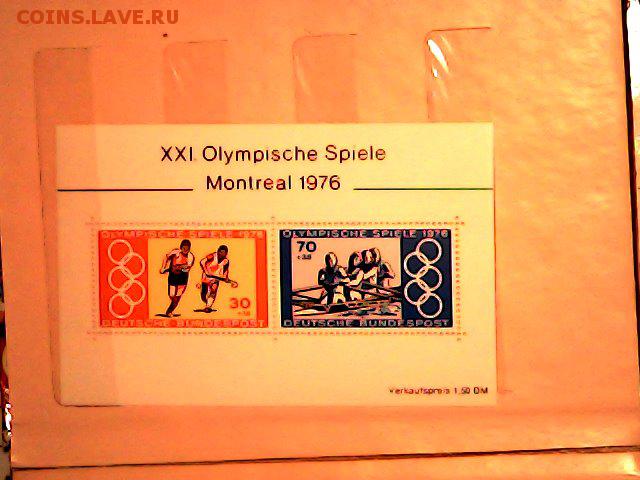 COINS.LAVE.RU
XXI. Olympische Spiele
Montreal 1976
OLYMPISCHE SPIELE 1976
30
DEUTSCHE BUNDESPOST
OLYMPISCHE SPIELE 1976
70
DEUTSCHE BUNDESPOST
Verkaufspreis 1,50 DM